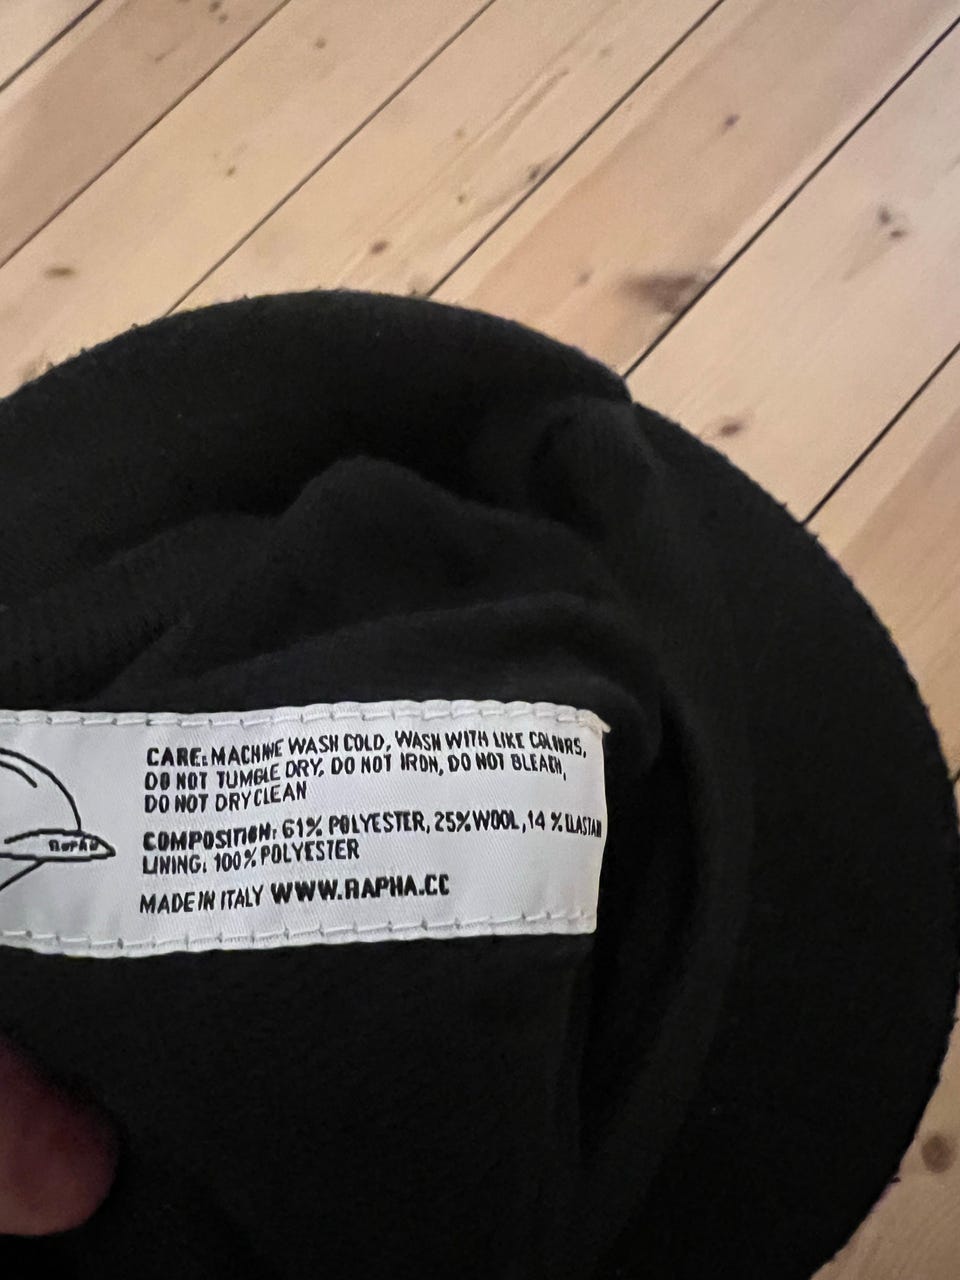 CARE: MACHINE WASH COLD, WASH WITH LIKE COLOURS,
DO NOT TUMBLE DRY, DO NOT IRON, DO NOT BLEACH,
DO NOT DRYCLEAN
COMPOSITION: 61% POLYESTER, 25% WOOL, 14 % ELASTAN
LINING: 100% POLYESTER
MADE IN ITALY WWW.RAPHA.CC
Rapha